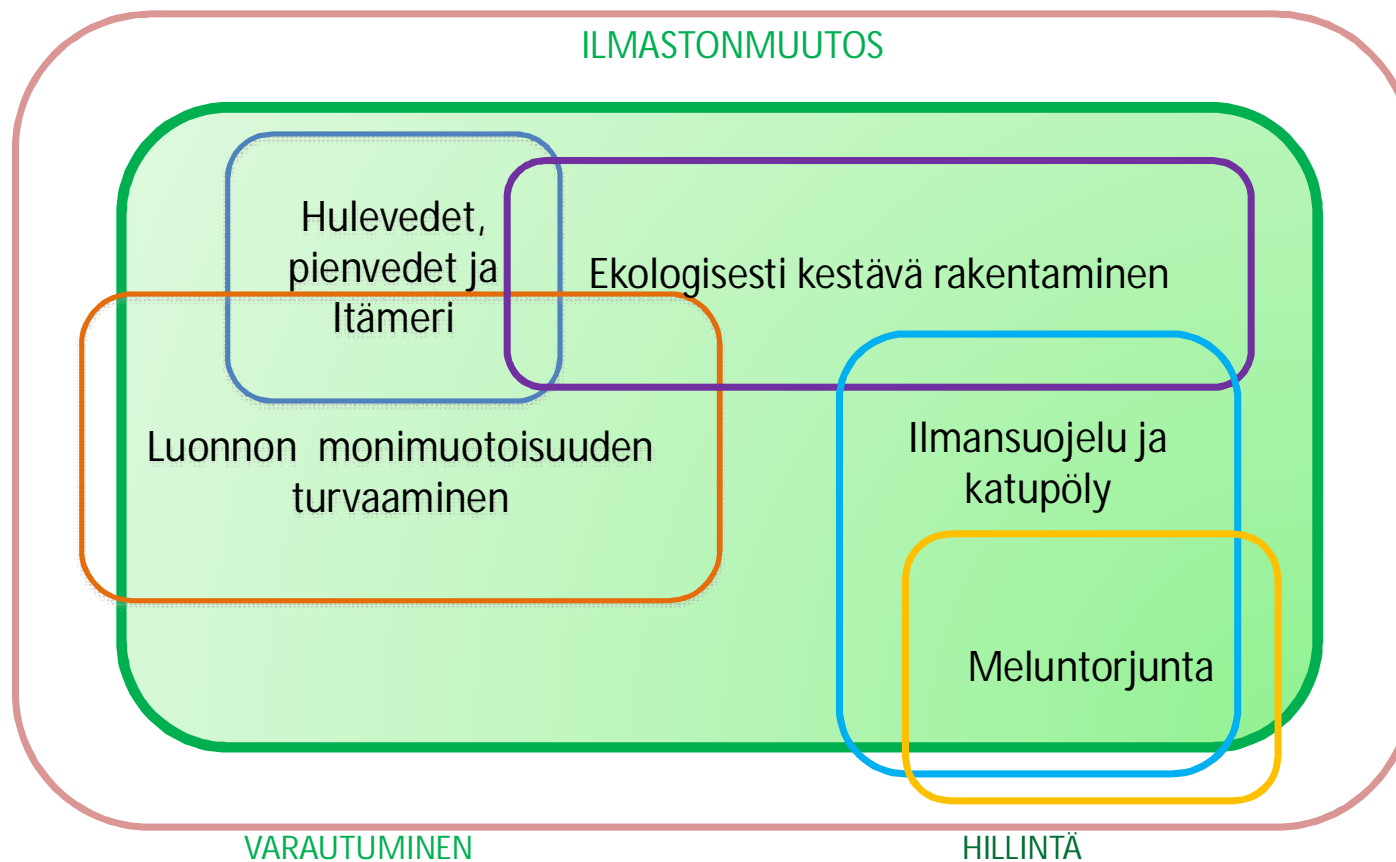 ILMASTONMUUTOS
Hulevedet,
pienvedet ja
Itämeri
Ekologisesti kestävä rakentaminen
Luonnon monimuotoisuuden
turvaaminen
Ilmansuojelu ja
katupöly
Meluntorjunta
VARAUTUMINEN
HILLINTÄ